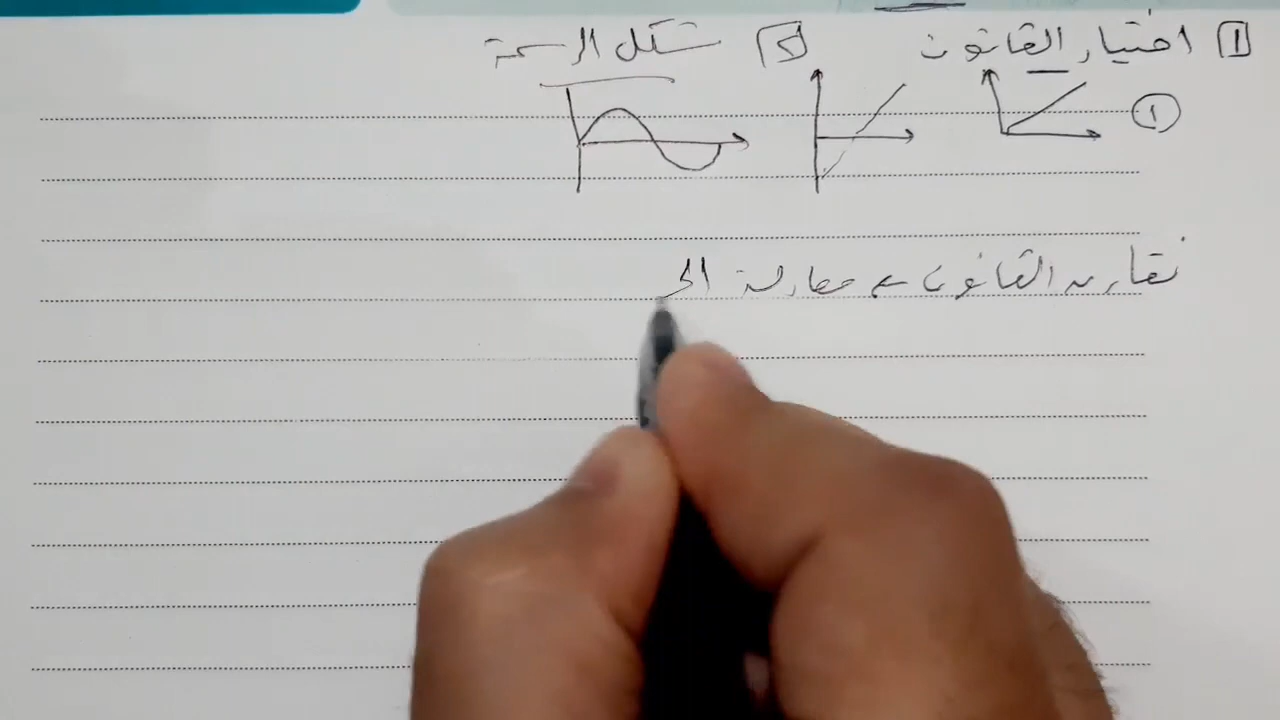 1 اختيار القانون 2 شكل الرسمة
1
نقارن القانون مع معادلة الخ